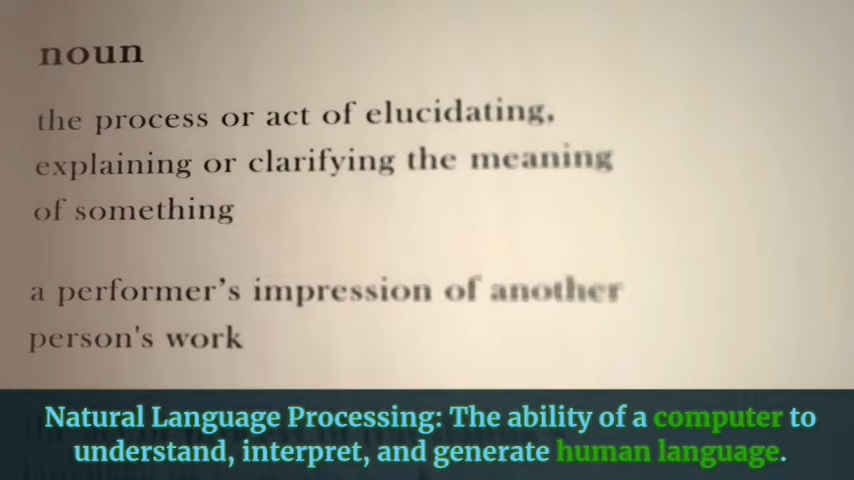 noun
the process or act of elucidating,
explaining or clarifying the meaning
of something
a performer's impression of another
person's work
Natural Language Processing: The ability of a computer to
understand, interpret, and generate human language.